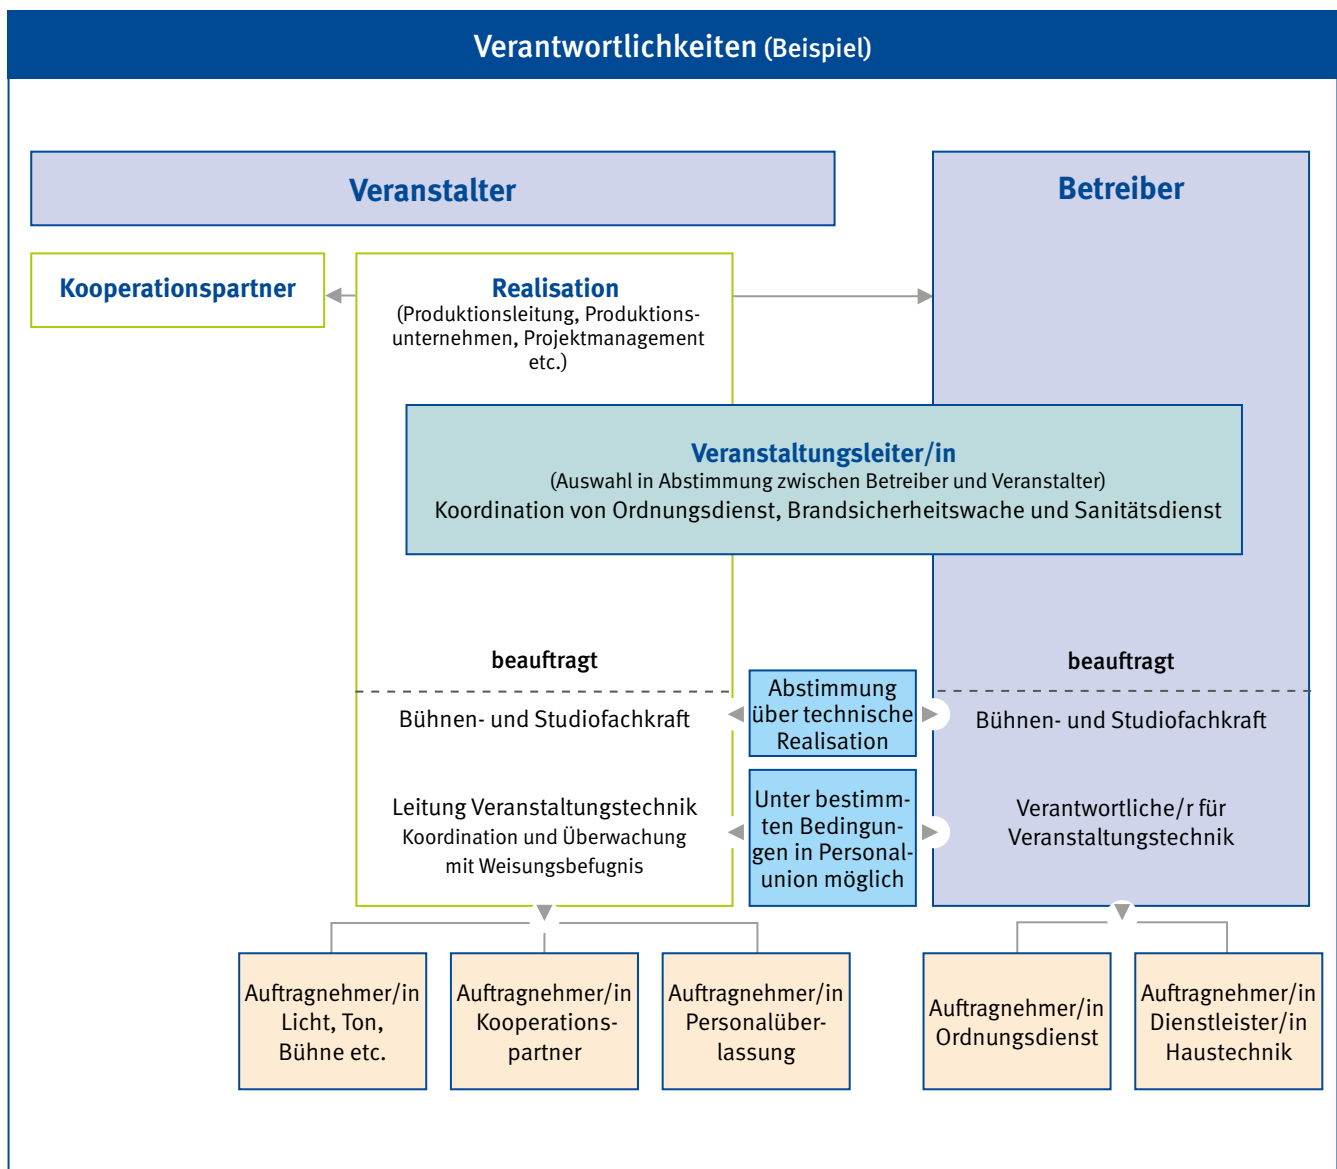 Verantwortlichkeiten (Beispiel)
Veranstalter
Betreiber
Kooperationspartner
Realisation
(Produktionsleitung, Produktions-
unternehmen, Projektmanagement
etc.)
Veranstaltungsleiter/in
(Auswahl in Abstimmung zwischen Betreiber und Veranstalter)
Koordination von Ordnungsdienst, Brandsicherheitswache und Sanitätsdienst
beauftragt
Bühnen- und Studiofachkraft
Leitung Veranstaltungstechnik
Koordination und Überwachung
mit Weisungsbefugnis
Abstimmung
über technische
Realisation
Unter bestimm-
ten Bedingun-
gen in Personal-
union möglich
beauftragt
Bühnen- und Studiofachkraft
Verantwortliche/r für
Veranstaltungstechnik
Auftragnehmer/in
Licht, Ton,
Bühne etc.
Auftragnehmer/in
Kooperations-
partner
Auftragnehmer/in
Personalüber-
lassung
Auftragnehmer/in
Ordnungsdienst
Auftragnehmer/in
Dienstleister/in
Haustechnik